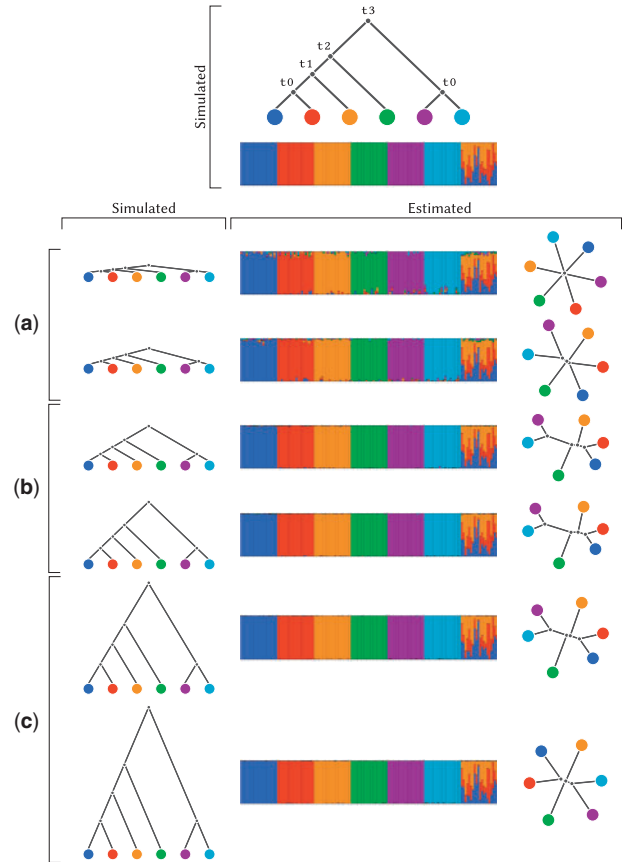 Simulated
t3
t2
t1
t0
t0
Simulated
Estimated
(a)
(b)
(c)